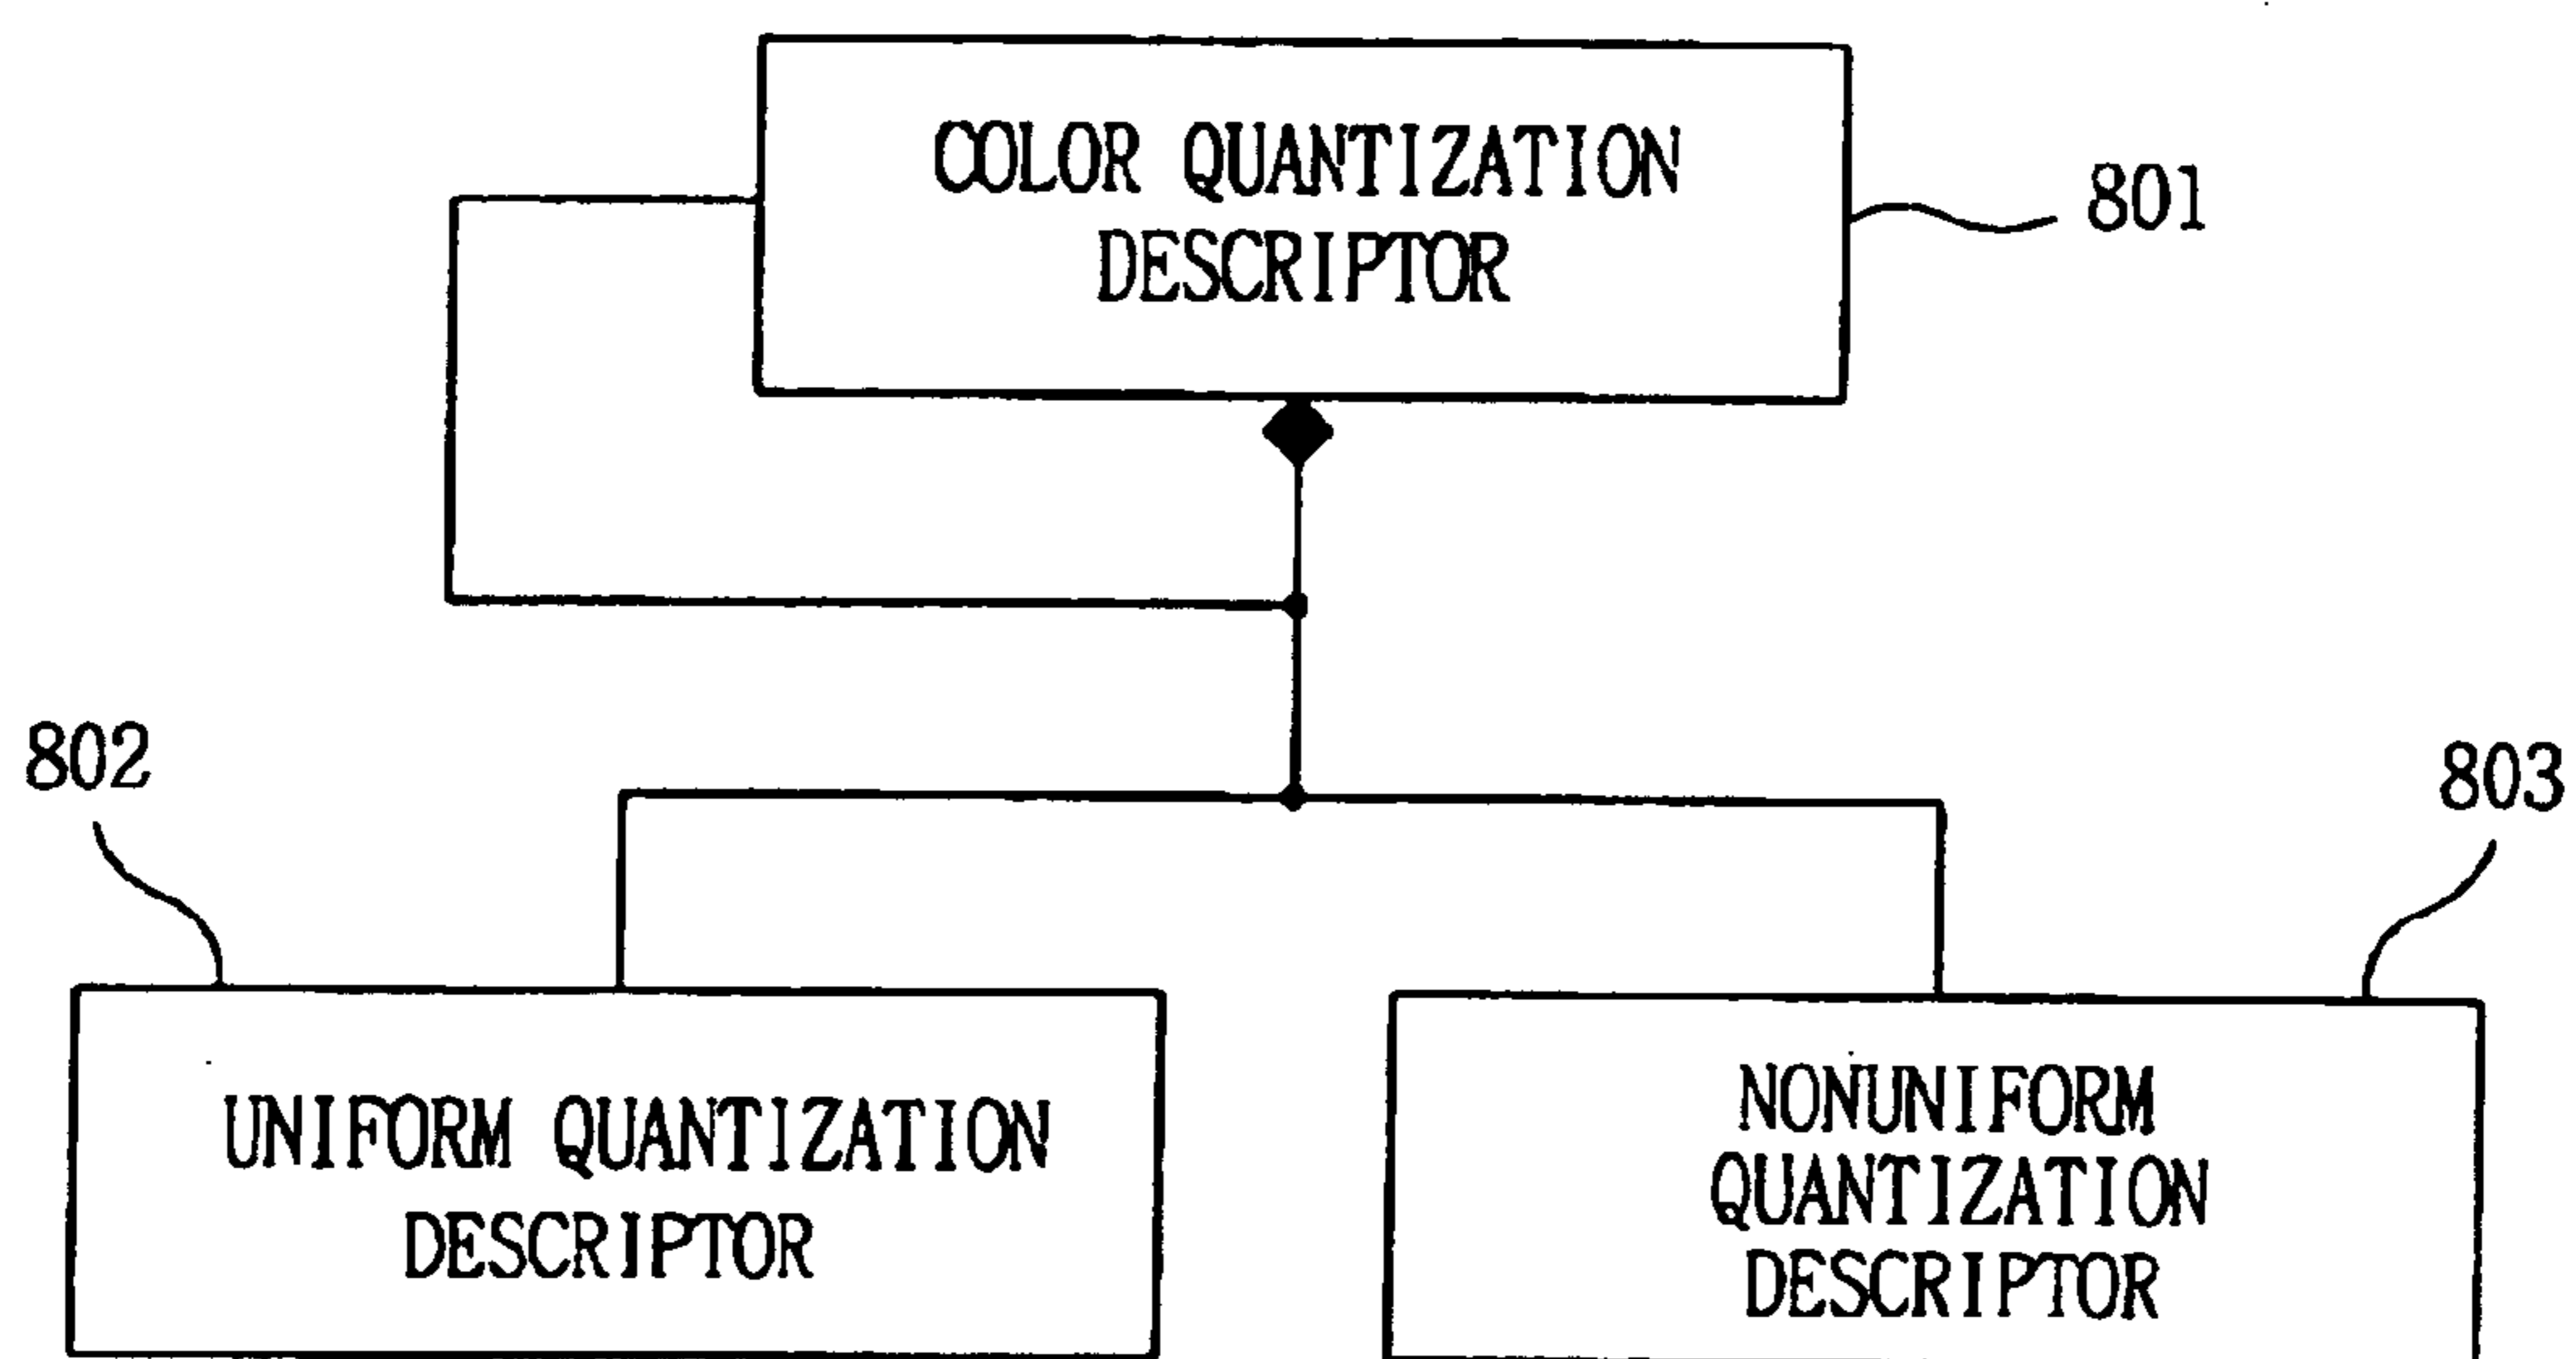 COLOR QUANTIZATION
DESCRIPTOR
801
802
803
UNIFORM QUANTIZATION
DESCRIPTOR
NONUNIFORM
QUANTIZATION
DESCRIPTOR